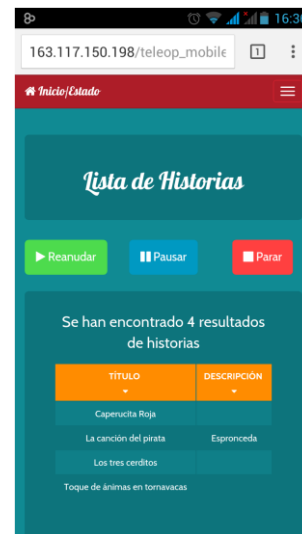 16:30
163.117.150.198/teleop_mobile
1
Inicio/Estado
Lista de Historias
Reanudar
Pausar
Parar
Se han encontrado 4 resultados
de historias
TÍTULO DESCRIPCIÓN
Caperucita Roja
La canción del pirata Espronceda
Los tres cerditos
Toque de ánimas en tornavacas